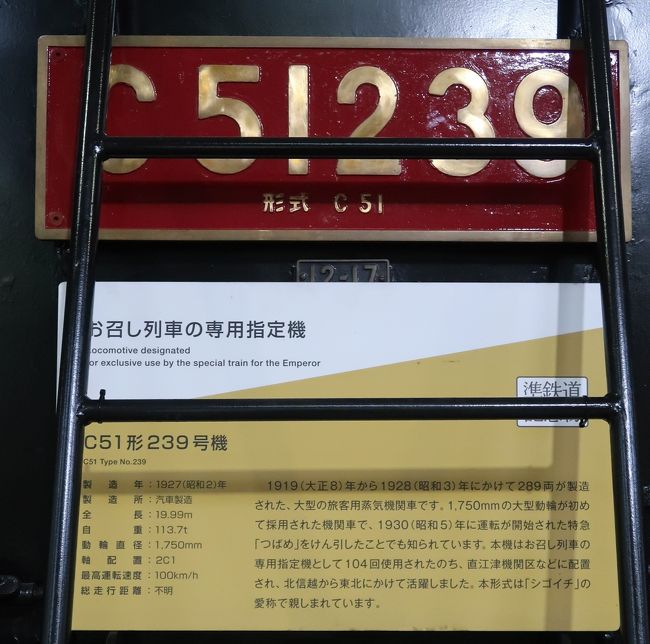 C51239
形式 C 51
12-17
お召し列車の専用指定機
Locomotive designated
for exclusive use by the special train for the Emperor
準鉄道
C51形239号機
C51 Type No.239
製造年：1927(昭和2)年
製造所：汽車製造
全長：19.99m
自重：113.7t
動輪直径：1,750mm
軸配置：2C1
最高運転速度：100km/h
総走行距離：不明
1919(大正8)年から1928(昭和3)年にかけて289両が製造
された、大型の旅客用蒸気機関車です。1,750mmの大型動輪が初め
て採用された機関車で、1930(昭和5)年に運転が開始された特急
「つばめ」をけん引したことでも知られています。本機はお召し列車の
専用指定機として104回使用されたのち、直江津機関区などに配置
され、北信越から東北にかけて活躍しました。本形式は「シゴイチ」の
愛称で親しまれています。